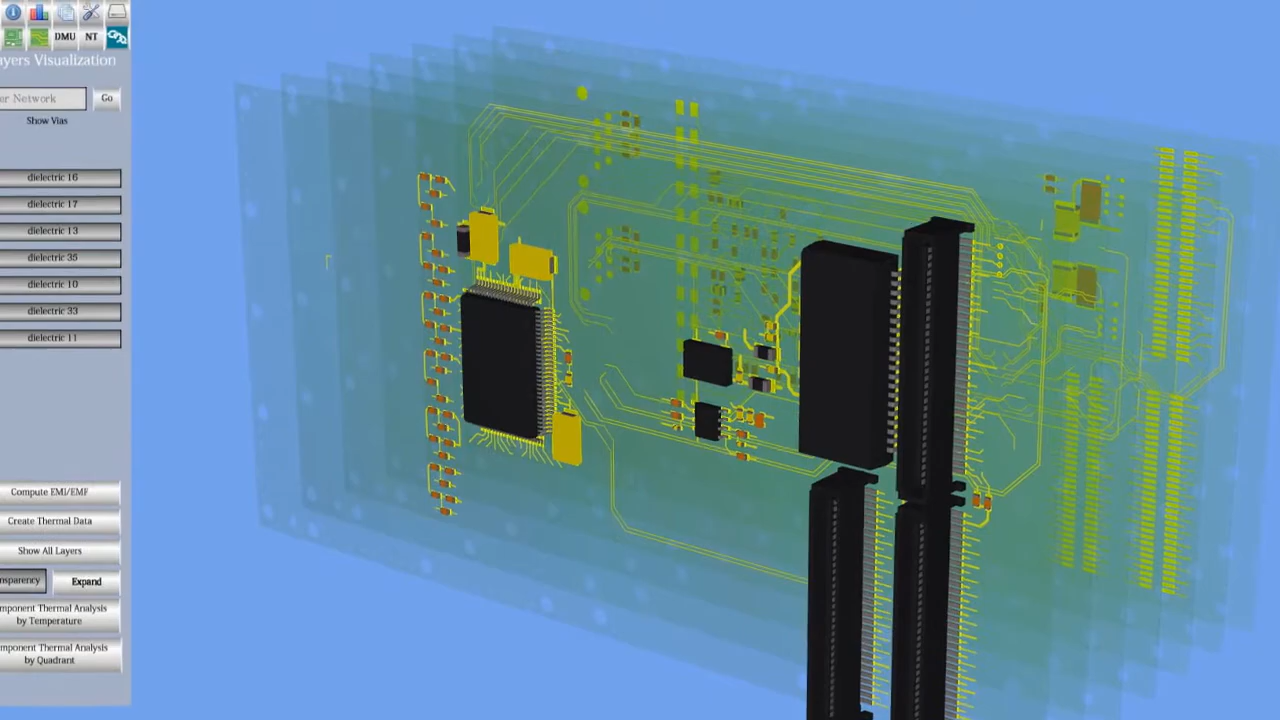 DMU NT
yers Visualization
er Network
Go
Show Vias
dielectric 16
dielectric 17
dielectric 13
dielectric 35
dielectric 10
dielectric 33
dielectric 11
Compute EMI/EMF
Create Thermal Data
Show All Layers
nsparency
Expand
mponent Thermal Analysis
by Temperature
mponent Thermal Analysis
by Quadrant